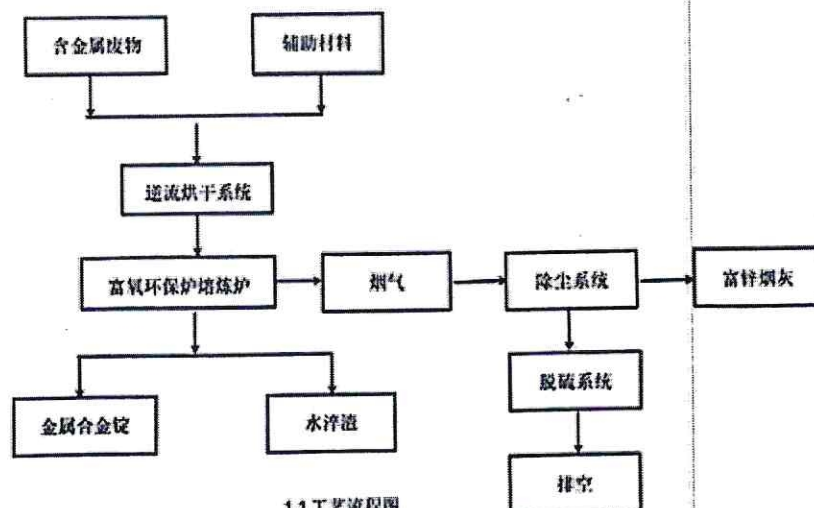 含金属废物
辅助材料
逆流烘干系统
富氧环保炉熔炼炉
烟气
除尘系统
富锌烟灰
脱硫系统
金属合金锭
水淬渣
排空
1.1工艺流程图